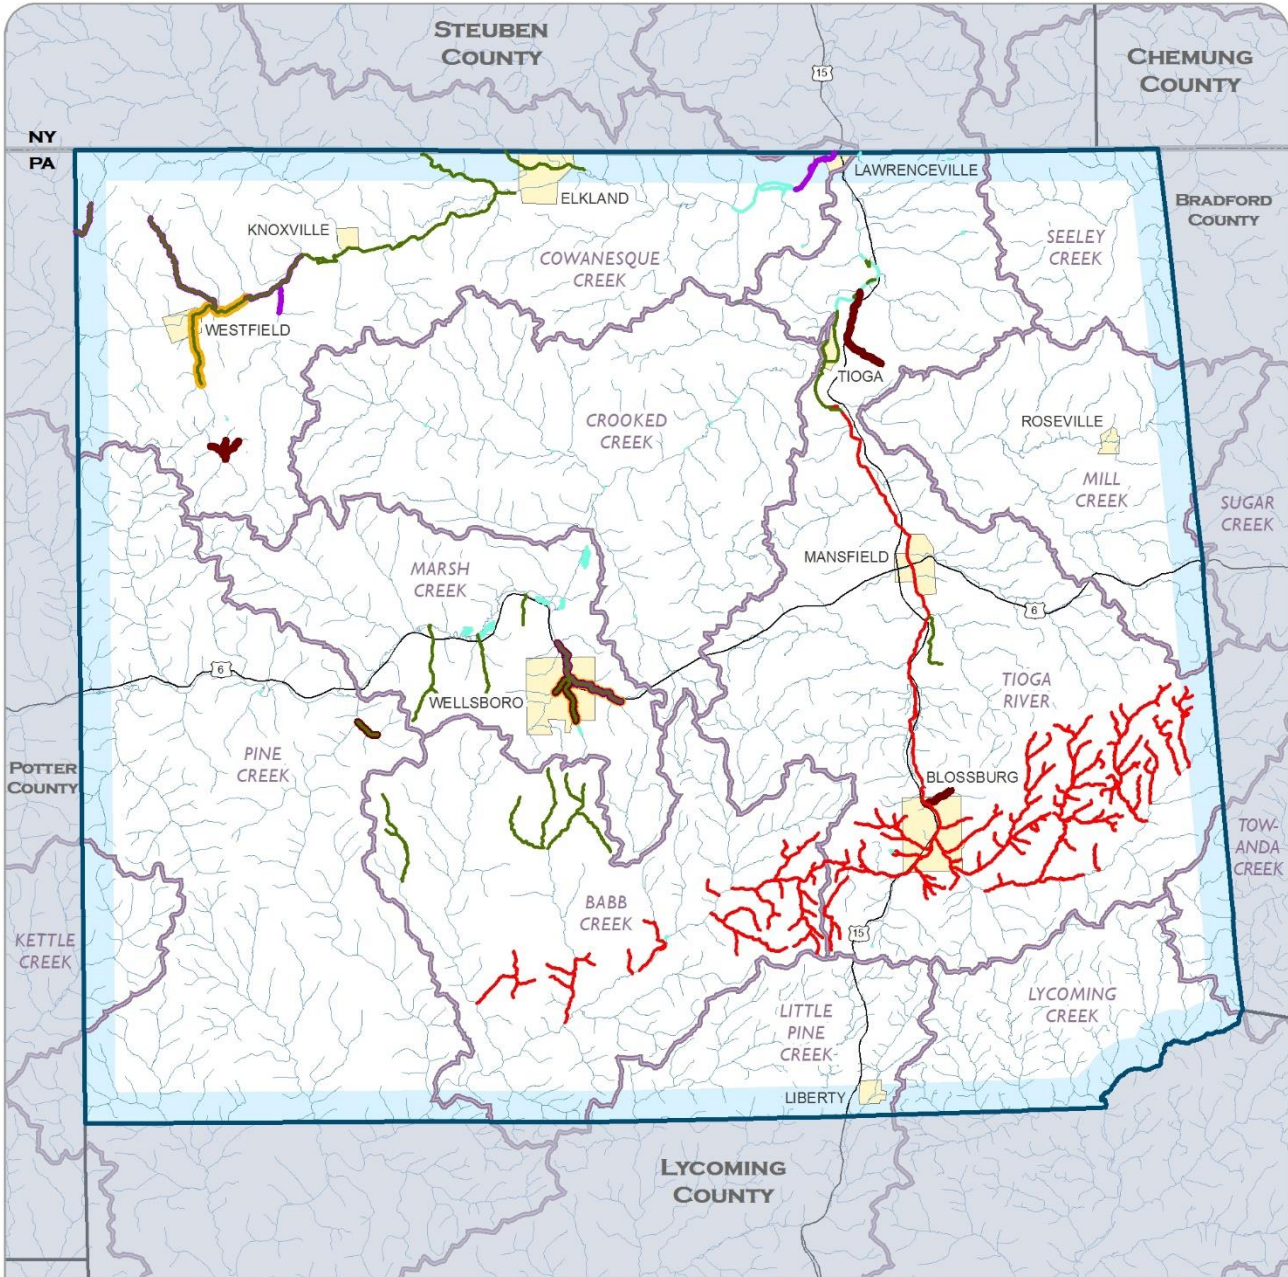 STEUBEN
COUNTY
CHEMUNG
COUNTY
15
NY
PA
LAWRENCEVILLE
ELKLAND
BRADFORD
COUNTY
KNOXVILLE
SEELEY
CREEK
COWANESQUE
CREEK
WESTFIELD
TIOGA
CROOKED
CREEK
ROSEVILLE
MILL
CREEK
SUGAR
CREEK
MANSFIELD
MARSH
CREEK
6
6
TIOGA
RIVER
WELLSBORO
PINE
CREEK
POTTER
COUNTY
BLOSSBURG
TOW-
ANDA
CREEK
BABB
CREEK
KETTLE
CREEK
15
LYCOMING
CREEK
LITTLE
PINE
CREEK
LIBERTY
LYCOMING
COUNTY